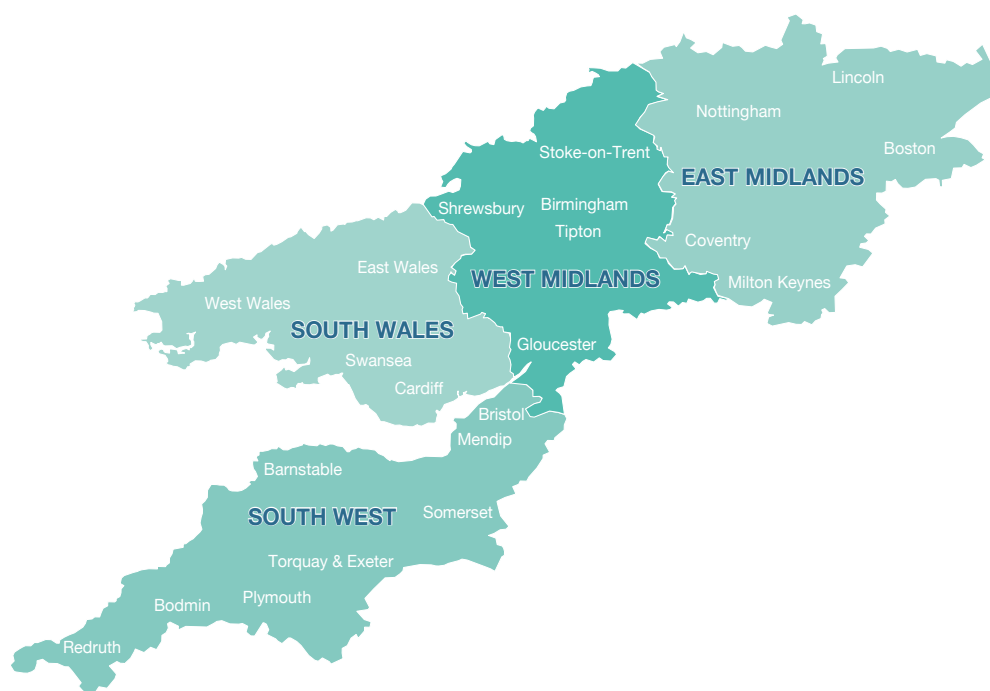 Lincoln
Nottingham
Boston
Stoke-on-Trent
EAST MIDLANDS
Shrewsbury
Birmingham
Tipton
Coventry
East Wales
WEST MIDLANDS
Milton Keynes
West Wales
SOUTH WALES
Gloucester
Swansea
Cardiff
Bristol
Mendip
Barnstable
Somerset
SOUTH WEST
Torquay & Exeter
Plymouth
Bodmin
Redruth